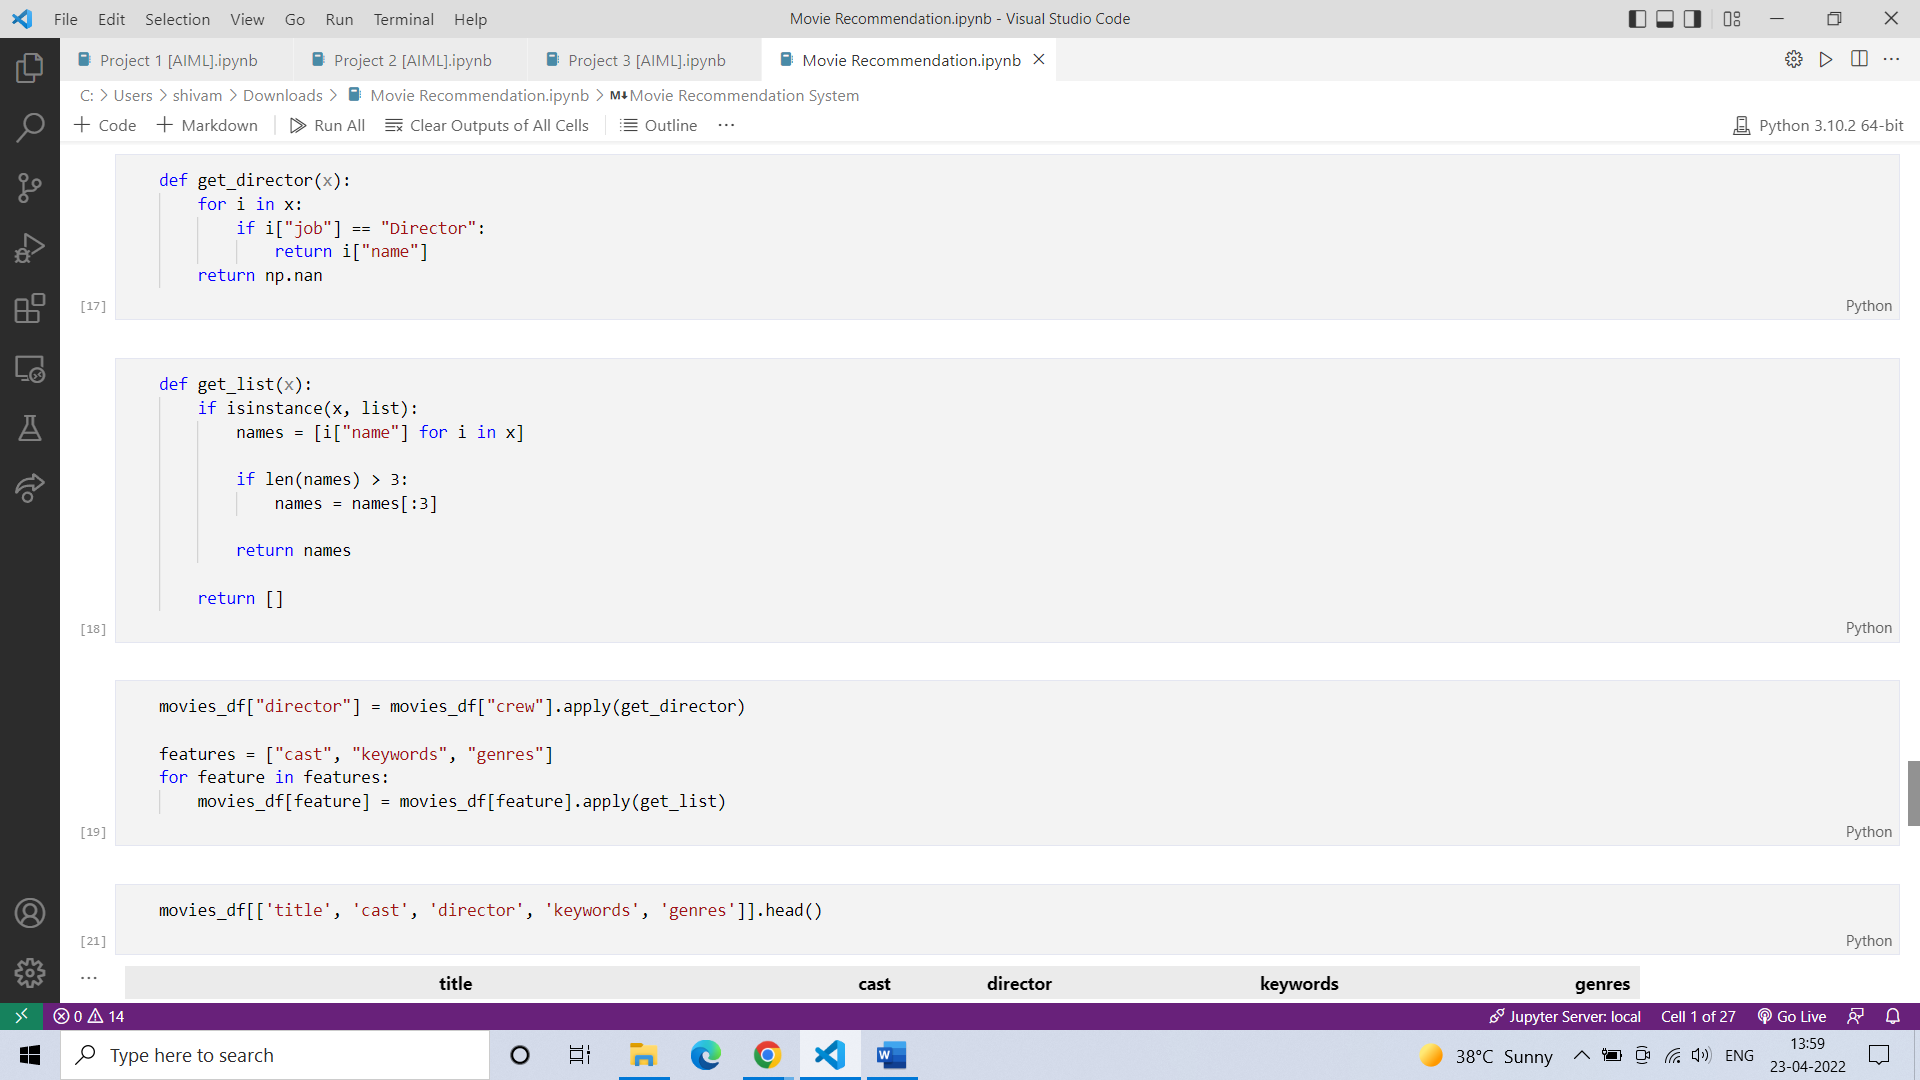 File Edit Selection View Go Run Terminal Help
Movie Recommendation.ipynb - Visual Studio Code
Project 1 [AIML].ipynb
Project 2 [AIML].ipynb
Project 3 [AIML].ipynb
Movie Recommendation.ipynb
C: > Users > shivam > Downloads > Movie Recommendation.ipynb > M↓Movie Recommendation System
+ Code + Markdown Run All Clear Outputs of All Cells Outline ... Python 3.10.2 64-bit
def get_director(x):
    for i in x:
        if i["job"] == "Director":
            return i["name"]
    return np.nan
[17] Python
def get_list(x):
    if isinstance(x, list):
        names = [i["name"] for i in x]
        if len(names) > 3:
            names = names[:3]
        return names
    return []
[18] Python
movies_df["director"] = movies_df["crew"].apply(get_director)
features = ["cast", "keywords", "genres"]
for feature in features:
    movies_df[feature] = movies_df[feature].apply(get_list)
[19] Python
movies_df[['title', 'cast', 'director', 'keywords', 'genres']].head()
[21] Python
... title cast director keywords genres
0 14 Jupyter Server: local Cell 1 of 27 Go Live
Type here to search
38°C Sunny ENG
13:59
23-04-2022